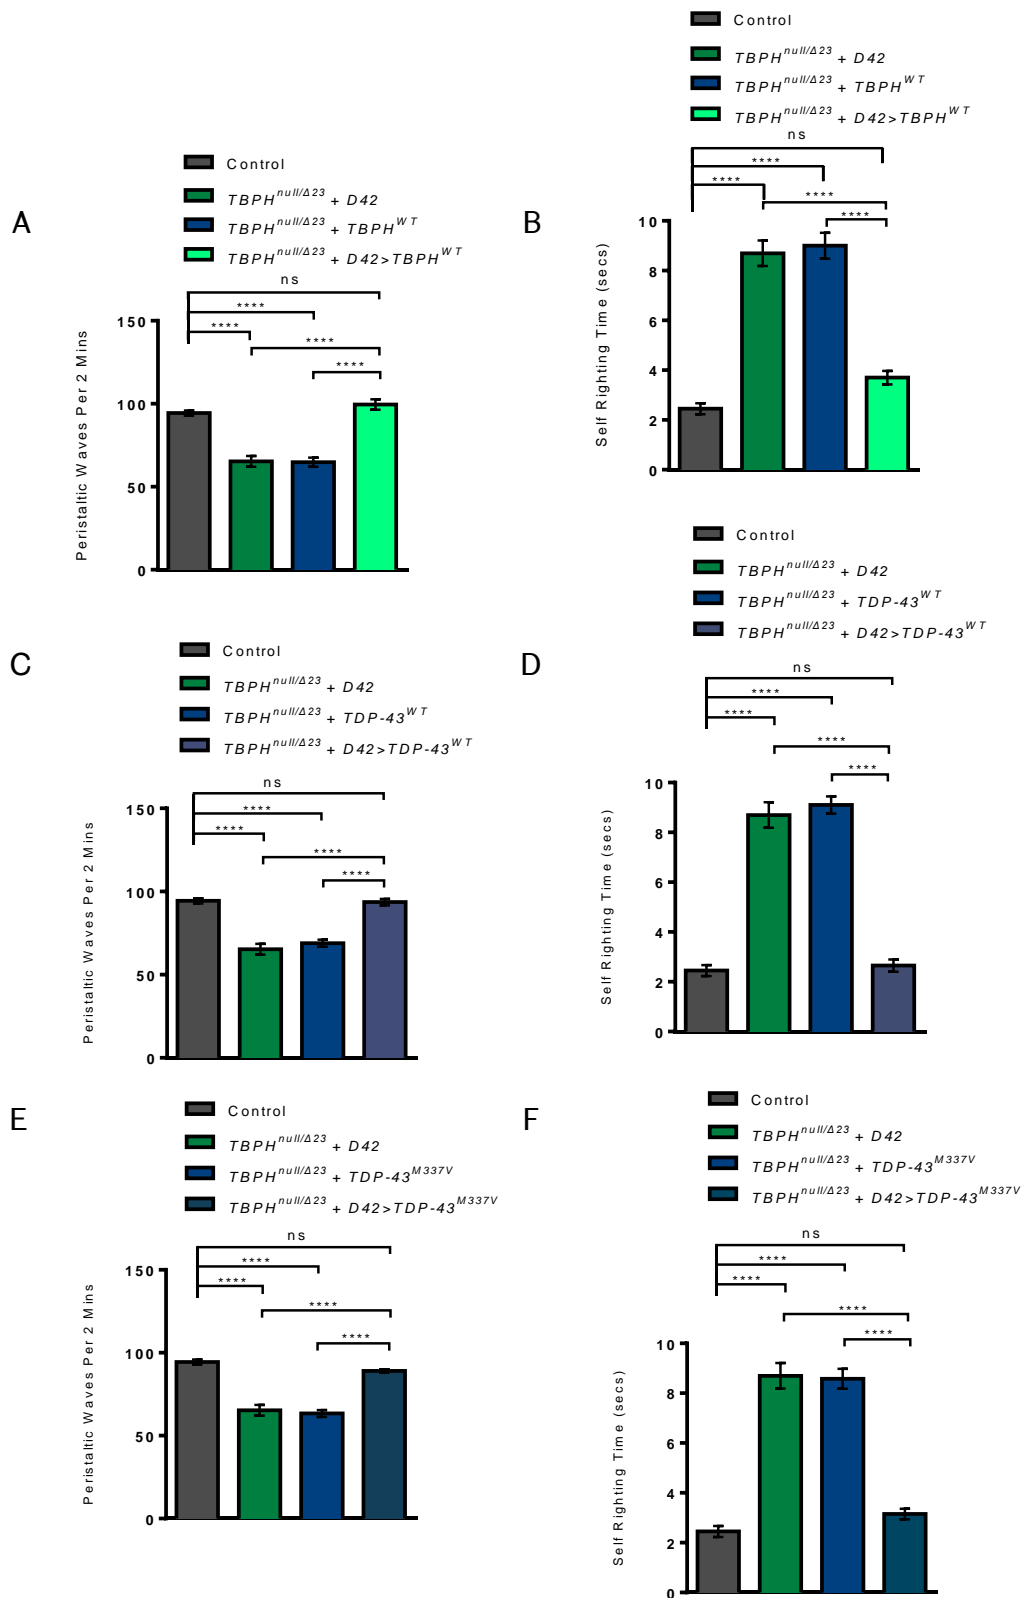 A
Control
TBPH^null/Δ23 + D42
TBPH^null/Δ23 + TBPH^WT
TBPH^null/Δ23 + D42>TBPH^WT
ns
****
****
****
****
Peristaltic Waves Per 2 Mins
150
100
50
0
B
Control
TBPH^null/Δ23 + D42
TBPH^null/Δ23 + TBPH^WT
TBPH^null/Δ23 + D42>TBPH^WT
ns
****
****
****
****
Self Righting Time (secs)
10
8
6
4
2
0
C
Control
TBPH^null/Δ23 + D42
TBPH^null/Δ23 + TDP-43^WT
TBPH^null/Δ23 + D42>TDP-43^WT
ns
****
****
****
****
Peristaltic Waves Per 2 Mins
150
100
50
0
D
Control
TBPH^null/Δ23 + D42
TBPH^null/Δ23 + TDP-43^WT
TBPH^null/Δ23 + D42>TDP-43^WT
ns
****
****
****
****
Self Righting Time (secs)
10
8
6
4
2
0
E
Control
TBPH^null/Δ23 + D42
TBPH^null/Δ23 + TDP-43^M337V
TBPH^null/Δ23 + D42>TDP-43^M337V
ns
****
****
****
****
Peristaltic Waves Per 2 Mins
150
100
50
0
F
Control
TBPH^null/Δ23 + D42
TBPH^null/Δ23 + TDP-43^M337V
TBPH^null/Δ23 + D42>TDP-43^M337V
ns
****
****
****
****
Self Righting Time (secs)
10
8
6
4
2
0